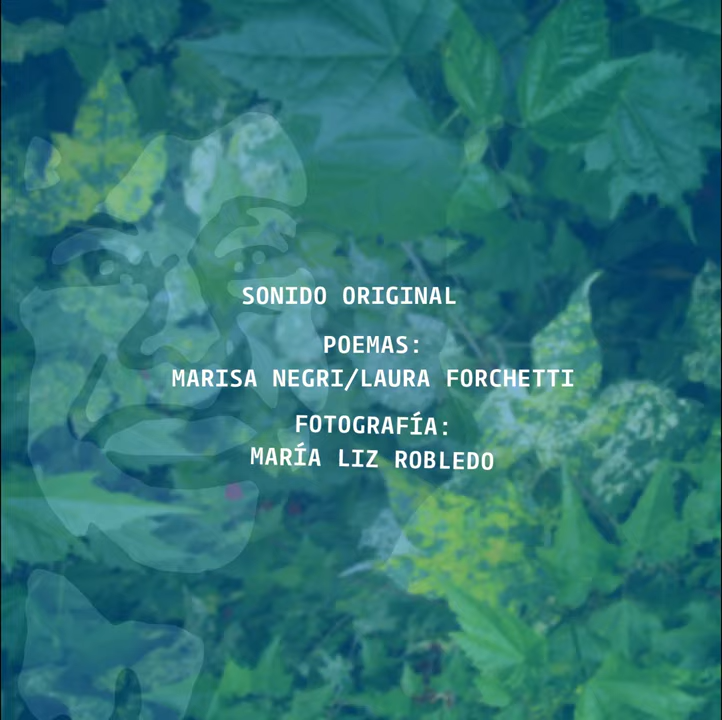 SONIDO ORIGINAL
POEMAS:
MARISA NEGRI/LAURA FORCHETTI
FOTOGRAFÍA:
MARÍA LIZ ROBLEDO